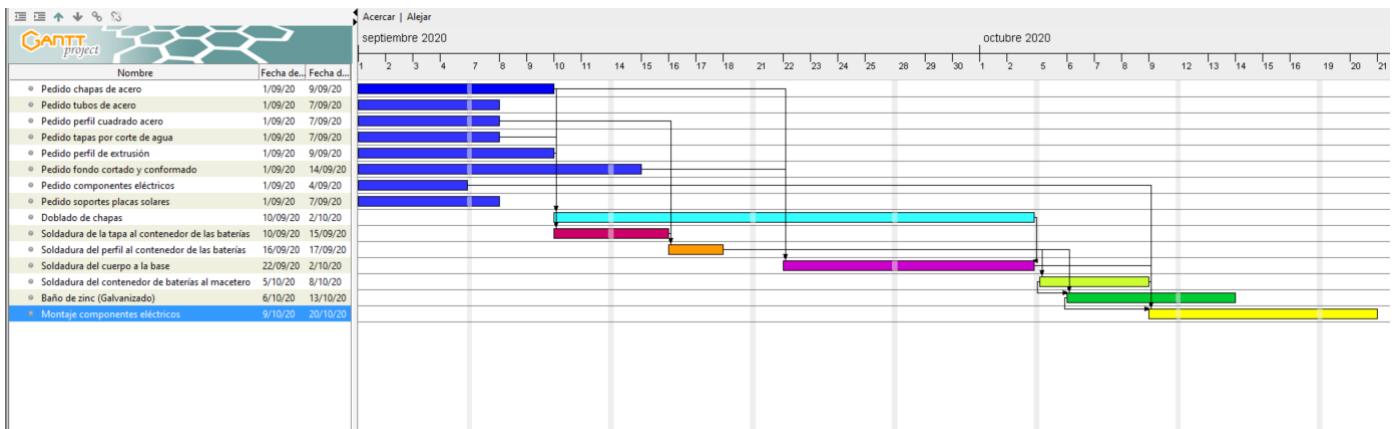 Acercar | Alejar
GANTT project
septiembre 2020 octubre 2020
1 2 3 4 7 8 9 10 11 14 15 16 17 18 21 22 23 24 25 28 29 30 1 2 5 6 7 8 9 12 13 14 15 16 19 20 21
Nombre Fecha de... Fecha d...
Pedido chapas de acero 1/09/20 9/09/20
Pedido tubos de acero 1/09/20 7/09/20
Pedido perfil cuadrado acero 1/09/20 7/09/20
Pedido tapas por corte de agua 1/09/20 7/09/20
Pedido perfil de extrusión 1/09/20 9/09/20
Pedido fondo cortado y conformado 1/09/20 14/09/20
Pedido componentes eléctricos 1/09/20 4/09/20
Pedido soportes placas solares 1/09/20 7/09/20
Doblado de chapas 10/09/20 2/10/20
Soldadura de la tapa al contenedor de las baterías 10/09/20 15/09/20
Soldadura del perfil al contenedor de las baterías 16/09/20 17/09/20
Soldadura del cuerpo a la base 22/09/20 2/10/20
Soldadura del contenedor de baterías al macetero 5/10/20 8/10/20
Baño de zinc (Galvanizado) 6/10/20 13/10/20
Montaje componentes eléctricos 9/10/20 20/10/20